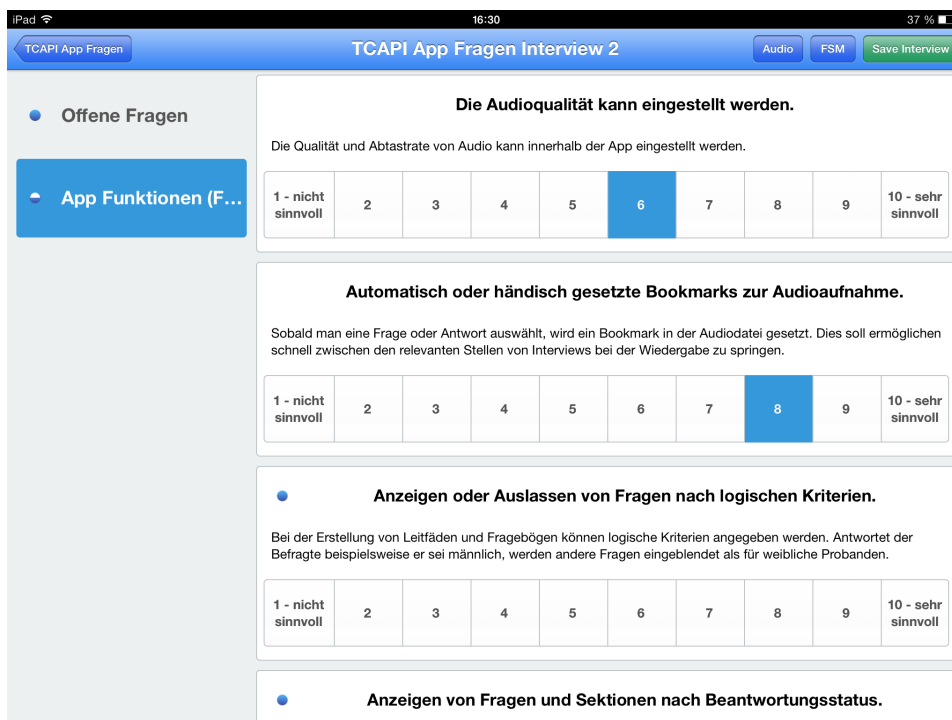 iPad 16:30 37 %
TCAPI App Fragen TCAPI App Fragen Interview 2 Audio FSM Save Interview
Offene Fragen
App Funktionen (F...
Die Audioqualität kann eingestellt werden.
Die Qualität und Abtastrate von Audio kann innerhalb der App eingestellt werden.
1 - nicht sinnvoll 2 3 4 5 6 7 8 9 10 - sehr sinnvoll
Automatisch oder händisch gesetzte Bookmarks zur Audioaufnahme.
Sobald man eine Frage oder Antwort auswählt, wird ein Bookmark in der Audiodatei gesetzt. Dies soll ermöglichen
schnell zwischen den relevanten Stellen von Interviews bei der Wiedergabe zu springen.
1 - nicht sinnvoll 2 3 4 5 6 7 8 9 10 - sehr sinnvoll
Anzeigen oder Auslassen von Fragen nach logischen Kriterien.
Bei der Erstellung von Leitfäden und Fragebögen können logische Kriterien angegeben werden. Antwortet der
Befragte beispielsweise er sei männlich, werden andere Fragen eingeblendet als für weibliche Probanden.
1 - nicht sinnvoll 2 3 4 5 6 7 8 9 10 - sehr sinnvoll
Anzeigen von Fragen und Sektionen nach Beantwortungsstatus.